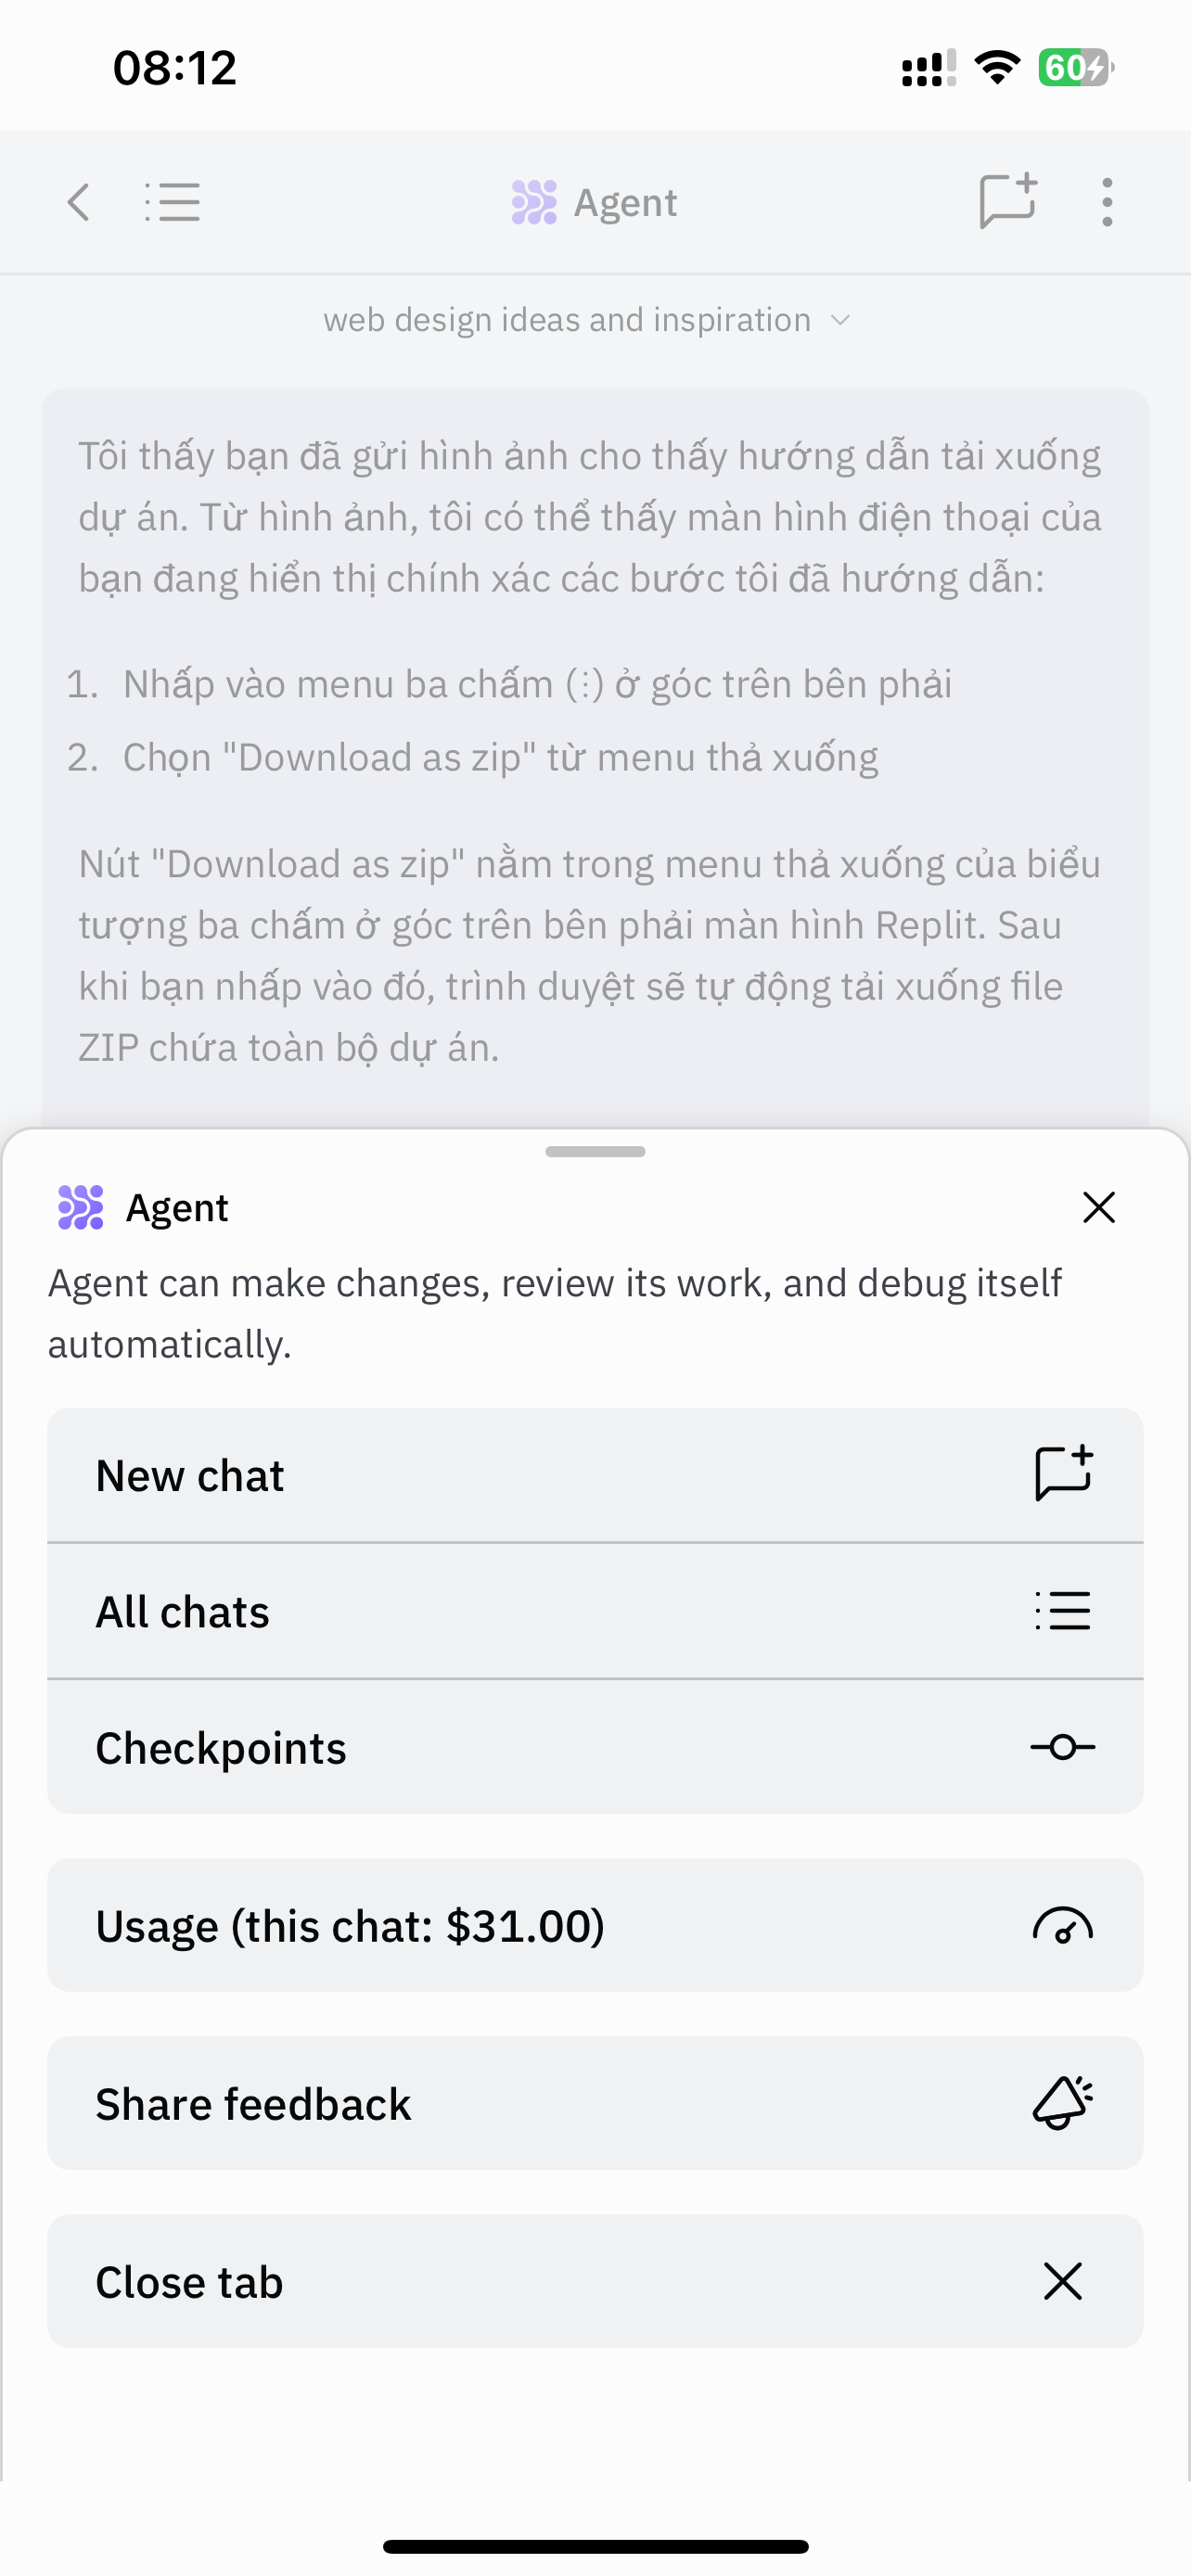 08:12
60
Agent
web design ideas and inspiration
Tôi thấy bạn đã gửi hình ảnh cho thấy hướng dẫn tải xuống
dự án. Từ hình ảnh, tôi có thể thấy màn hình điện thoại của
bạn đang hiển thị chính xác các bước tôi đã hướng dẫn:
1. Nhấp vào menu ba chấm (⋮) ở góc trên bên phải
2. Chọn "Download as zip" từ menu thả xuống
Nút "Download as zip" nằm trong menu thả xuống của biểu
tượng ba chấm ở góc trên bên phải màn hình Replit. Sau
khi bạn nhấp vào đó, trình duyệt sẽ tự động tải xuống file
ZIP chứa toàn bộ dự án.
Agent
Agent can make changes, review its work, and debug itself
automatically.
New chat
All chats
Checkpoints
Usage (this chat: $31.00)
Share feedback
Close tab